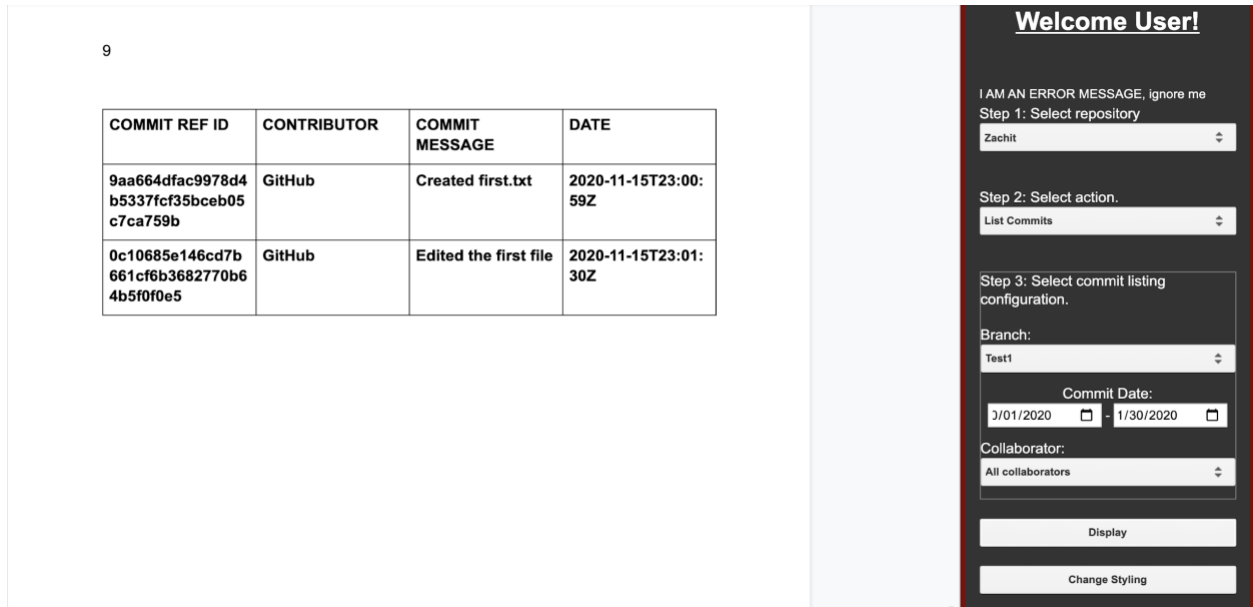 9
COMMIT REF ID
CONTRIBUTOR
COMMIT
MESSAGE
DATE
9aa664dfac9978d4
b5337fcf35bceb05
c7ca759b
GitHub
Created first.txt
2020-11-15T23:00:
59Z
0c10685e146cd7b
661cf6b3682770b6
4b5f0f0e5
GitHub
Edited the first file
2020-11-15T23:01:
30Z
Welcome User!
I AM AN ERROR MESSAGE, ignore me
Step 1: Select repository
Zachit
Step 2: Select action.
List Commits
Step 3: Select commit listing
configuration.
Branch:
Test1
Commit Date:
0/01/2020 - 1/30/2020
Collaborator:
All collaborators
Display
Change Styling